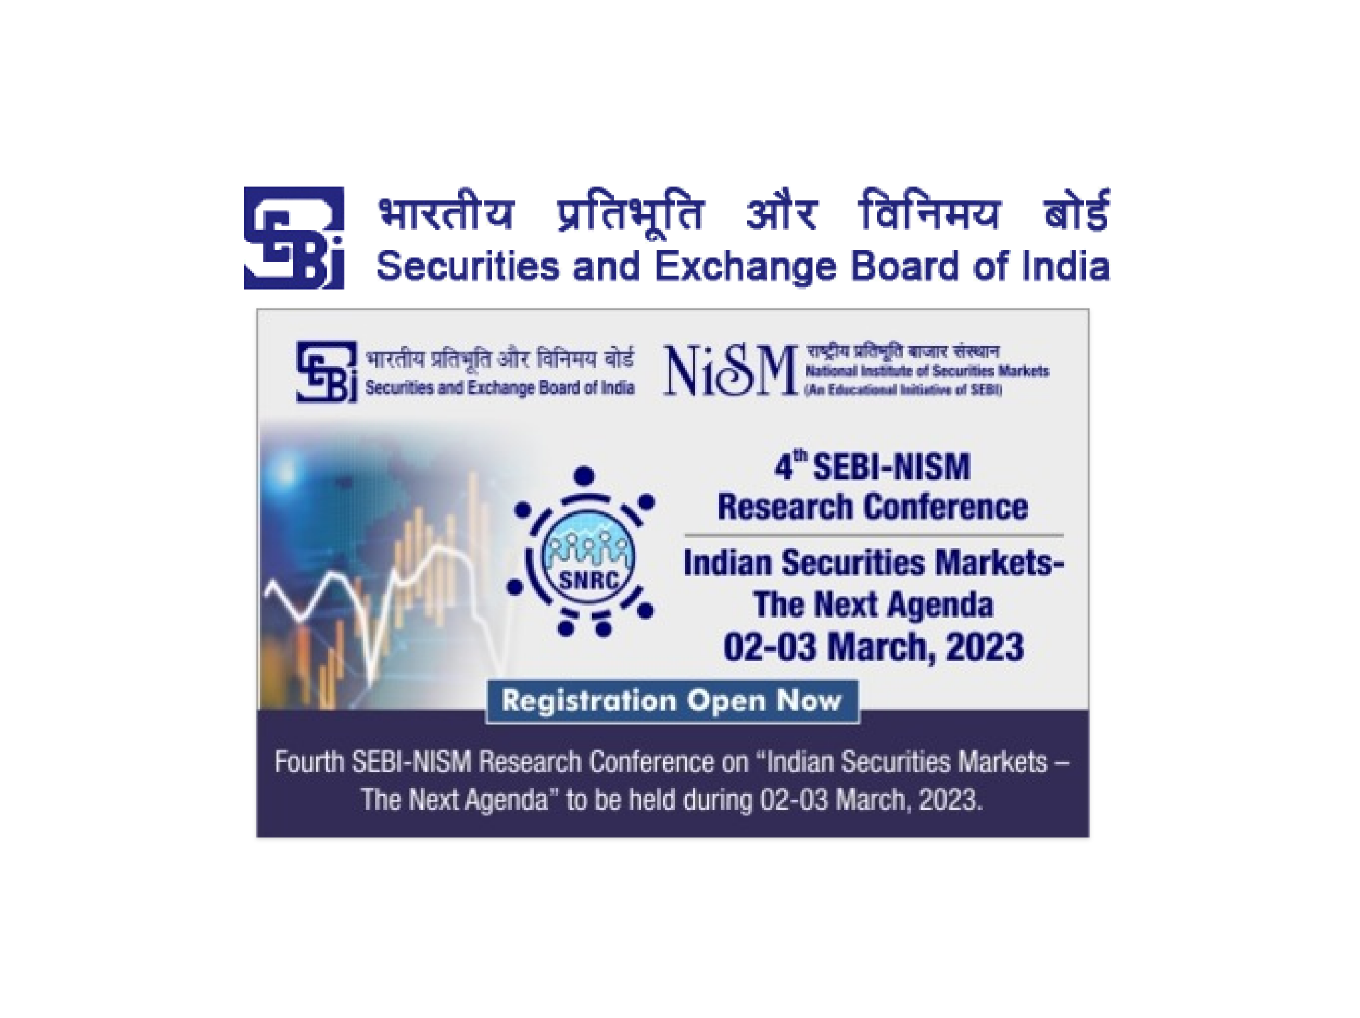 SEBi
भारतीय प्रतिभूति और विनिमय बोर्ड
Securities and Exchange Board of India
SEBi
भारतीय प्रतिभूति और विनिमय बोर्ड
Securities and Exchange Board of India
NiSM
राष्ट्रीय प्रतिभूति बाजार संस्थान
National Institute of Securities Markets
(An Educational Initiative of SEBI)
4th SEBI-NISM
Research Conference
Indian Securities Markets-
The Next Agenda
02-03 March, 2023
SNRC
Registration Open Now
Fourth SEBI-NISM Research Conference on “Indian Securities Markets –
The Next Agenda” to be held during 02-03 March, 2023.